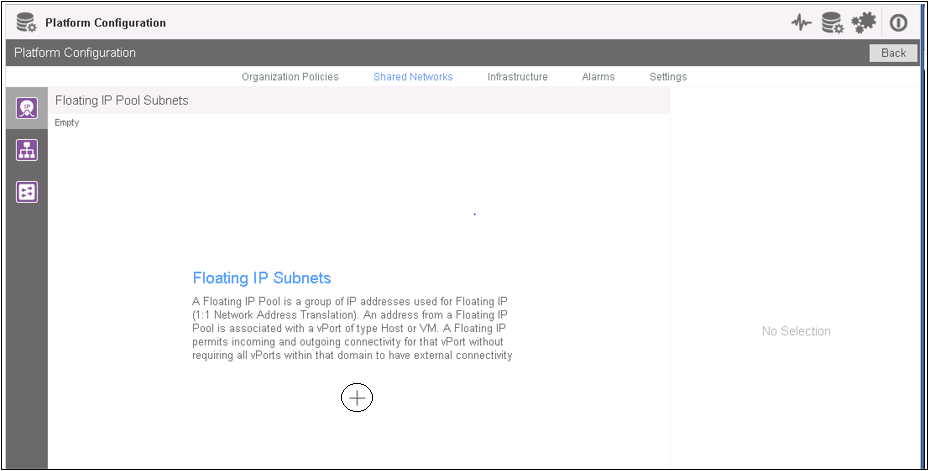 Platform Configuration
Platform Configuration
Back
Organization Policies
Shared Networks
Infrastructure
Alarms
Settings
IP
Floating IP Pool Subnets
Empty
Floating IP Subnets
A Floating IP Pool is a group of IP addresses used for Floating IP
(1:1 Network Address Translation). An address from a Floating IP
Pool is associated with a vPort of type Host or VM. A Floating IP
permits incoming and outgoing connectivity for that vPort without
requiring all vPorts within that domain to have external connectivity
No Selection